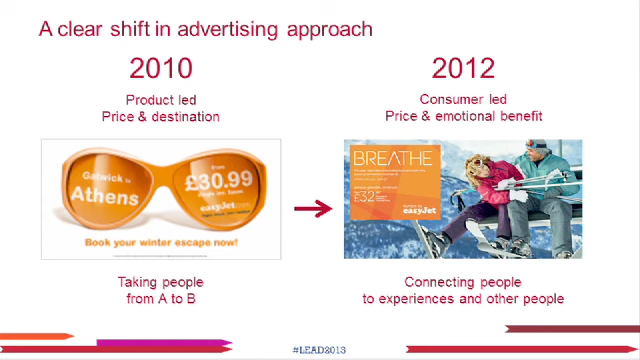 A clear shift in advertising approach
2010
Product led
Price & destination
Gatwick to
Athens
From
£30.99
easyJet.com
Book your winter escape now!
Taking people
from A to B
2012
Consumer led
Price & emotional benefit
BREATHE
£32
easyJet
Connecting people
to experiences and other people
#LEAD2013